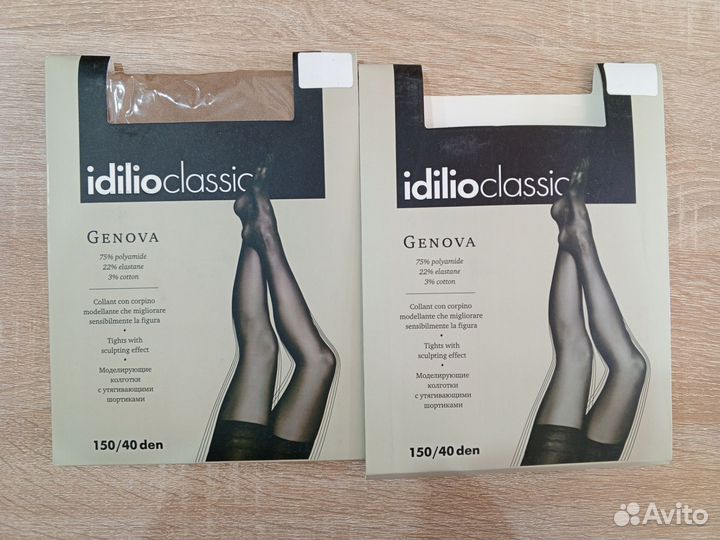 idilioclassic
GENOVA
75% polyamide
22% elastane
3% cotton
Collant con corpino
modellante che migliorare
sensibilmente la figura
Tights with
sculpting effect
Моделирующие
колготки
с утягивающими
шортиками
150/40 den
idilioclassic
GENOVA
75% polyamide
22% elastane
3% cotton
Collant con corpino
modellante che migliorare
sensibilmente la figura
Tights with
sculpting effect
Моделирующие
колготки
с утягивающими
шортиками
150/40 den
Avito